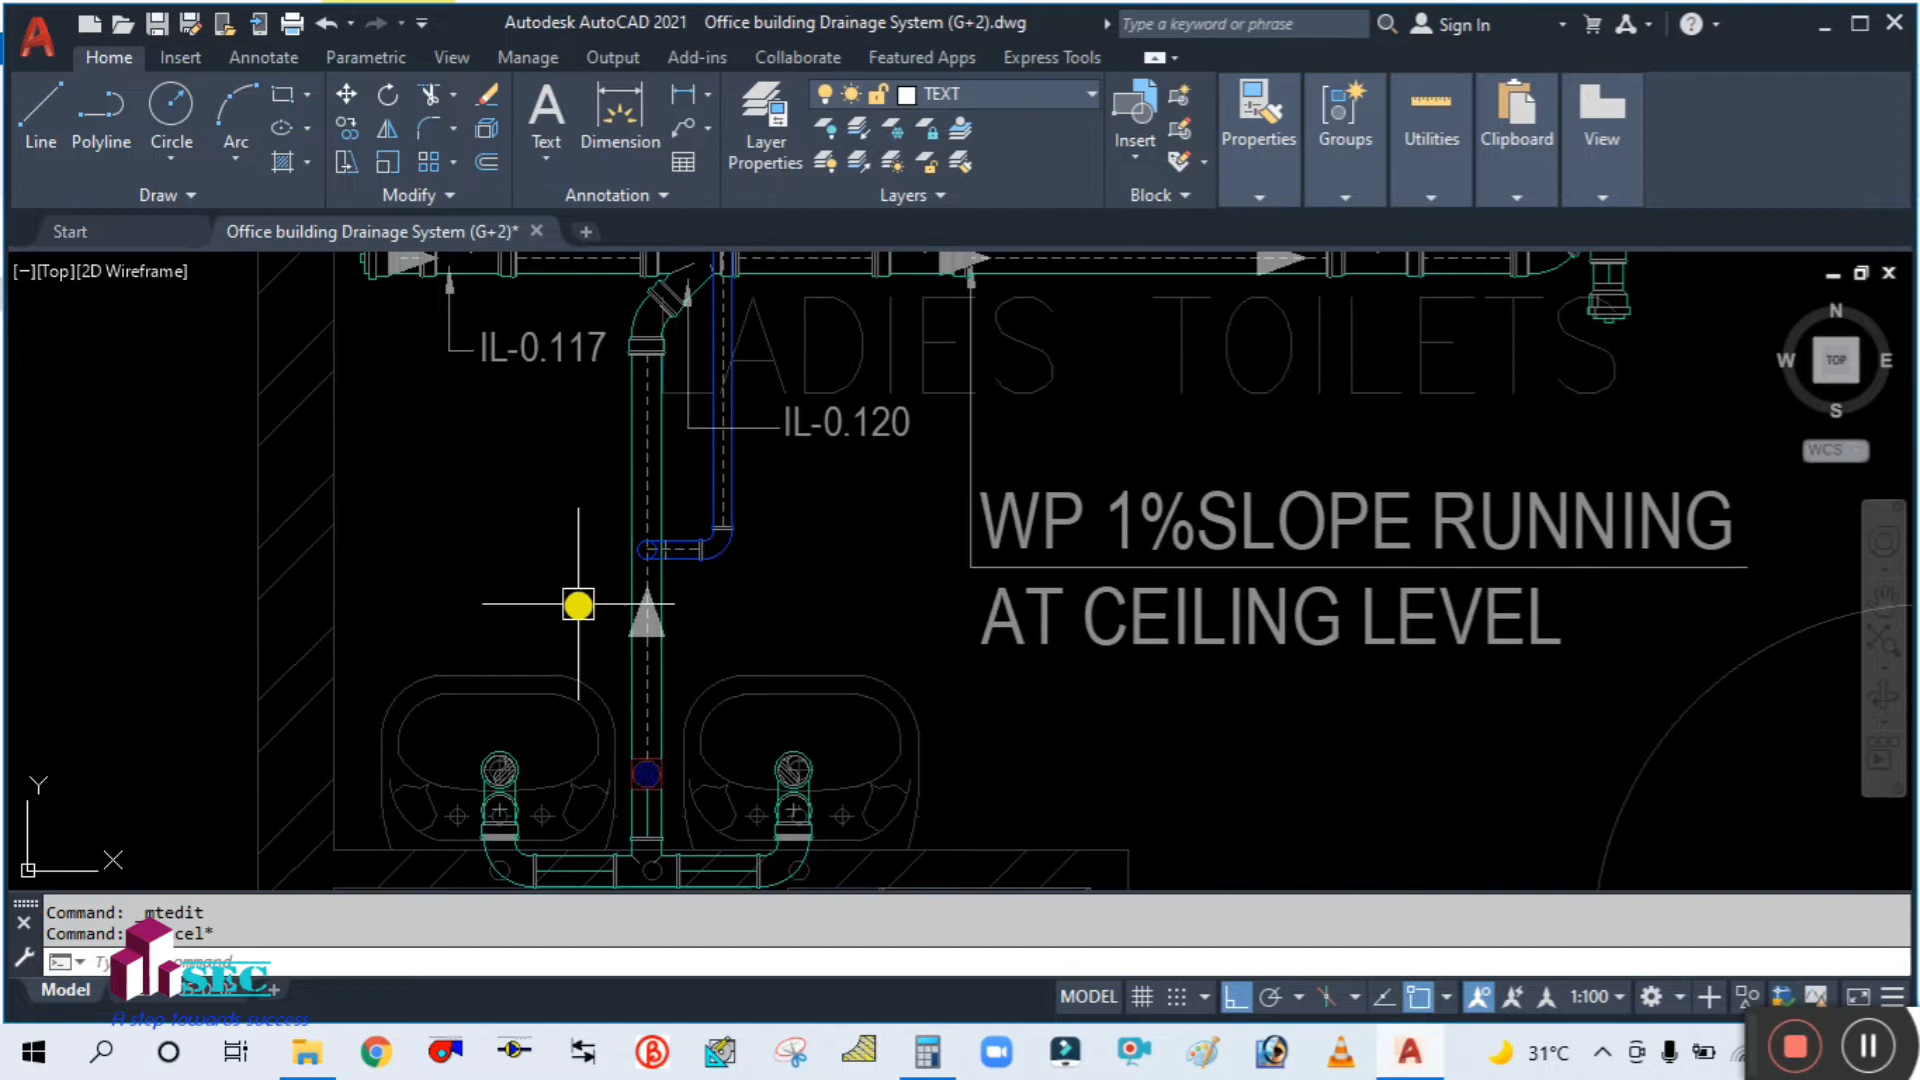 Autodesk AutoCAD 2021 Office building Drainage System (G+2).dwg
Type a keyword or phrase
Sign In
Home Insert Annotate Parametric View Manage Output Add-ins Collaborate Featured Apps Express Tools
TEXT
Line Polyline Circle Arc
Text Dimension
Layer Properties
Insert
Properties Groups Utilities Clipboard View
Draw Modify Annotation Layers Block
Start
Office building Drainage System (G+2)*
[−][Top][2D Wireframe]
N
W TOP E
S
WCS
LADIES TOILETS
IL-0.117
IL-0.120
WP 1%SLOPE RUNNING
AT CEILING LEVEL
Y
X
Command: _mtedit
Command: cel*
SEC
A step towards success
Model
MODEL
1:100
31°C